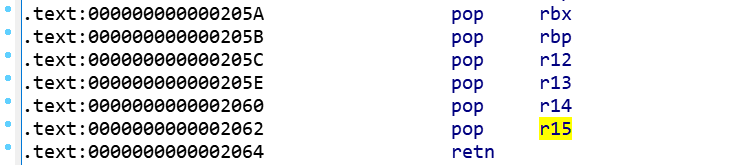 .text:000000000000205A pop rbx
.text:000000000000205B pop rbp
.text:000000000000205C pop r12
.text:000000000000205E pop r13
.text:0000000000002060 pop r14
.text:0000000000002062 pop r15
.text:0000000000002064 retn